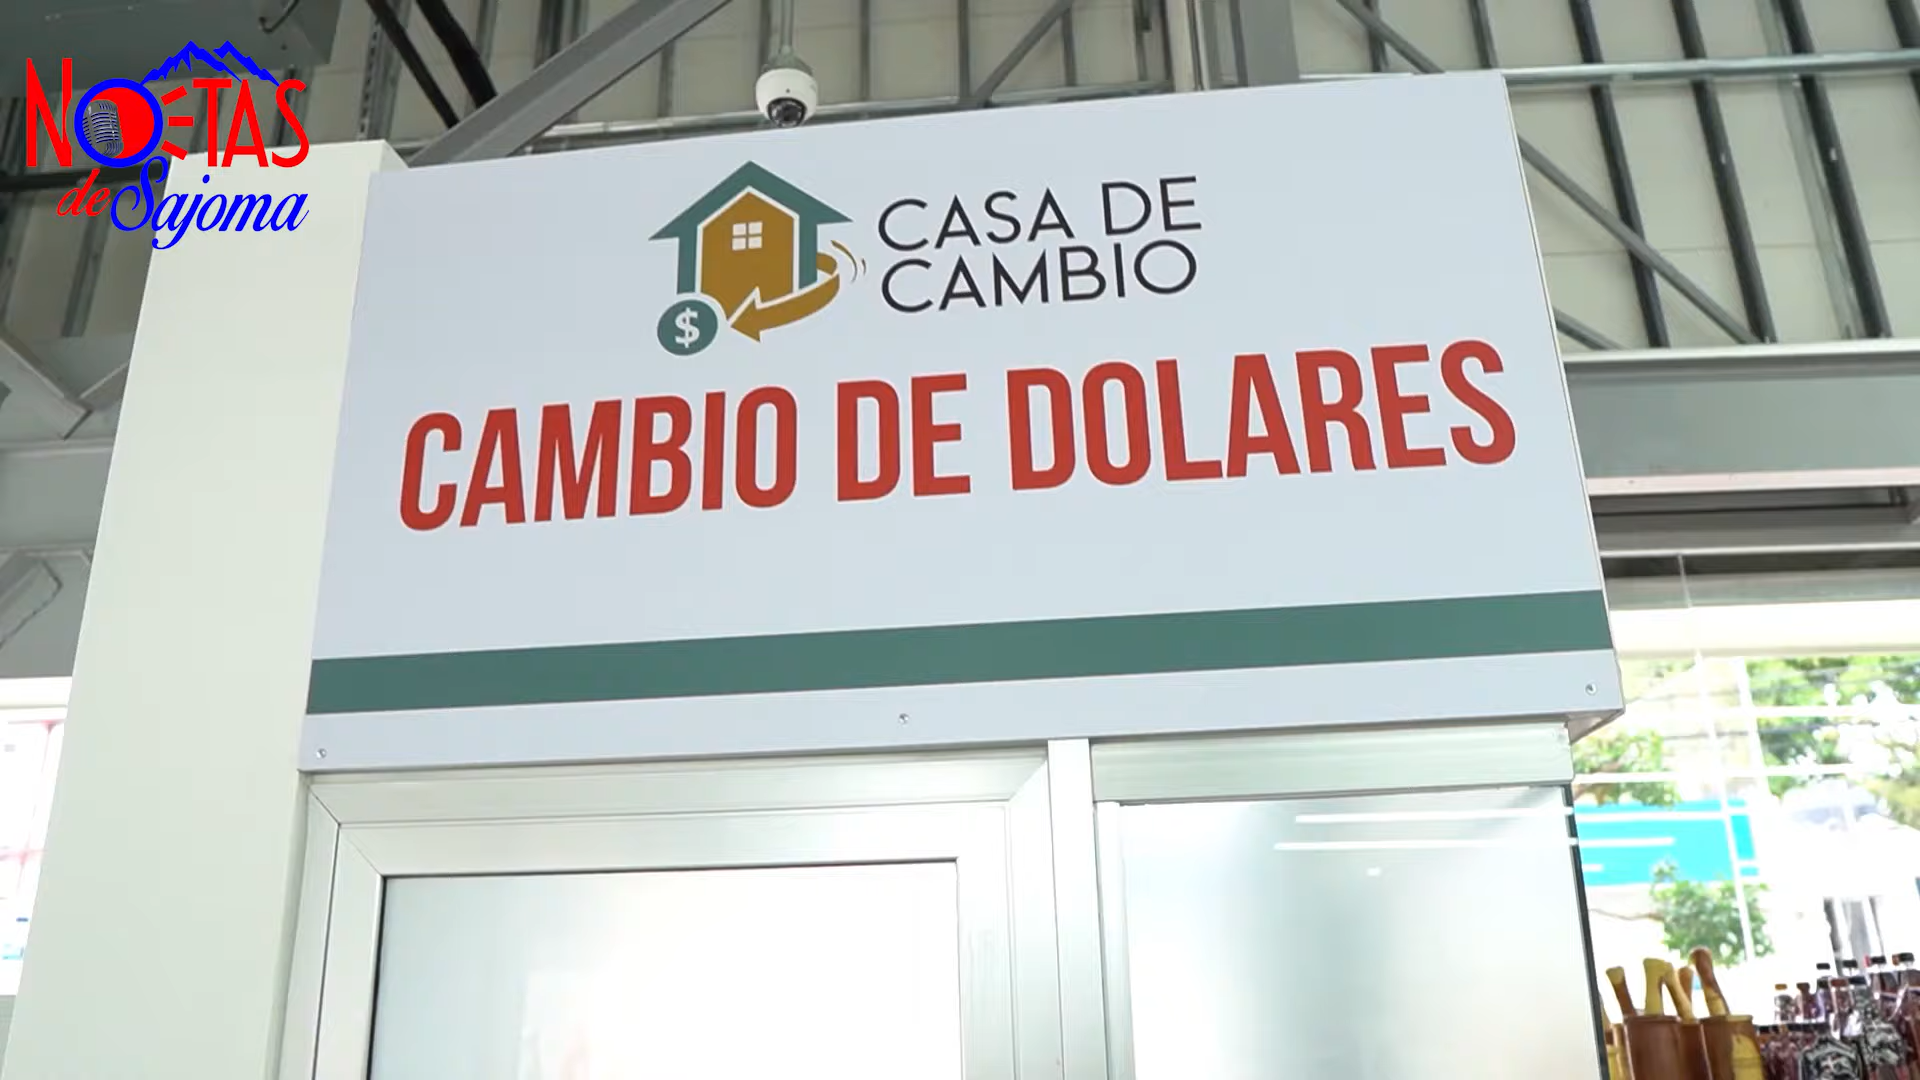 NOETAS
de Sajoma
CASA DE
CAMBIO
$
CAMBIO DE DOLARES